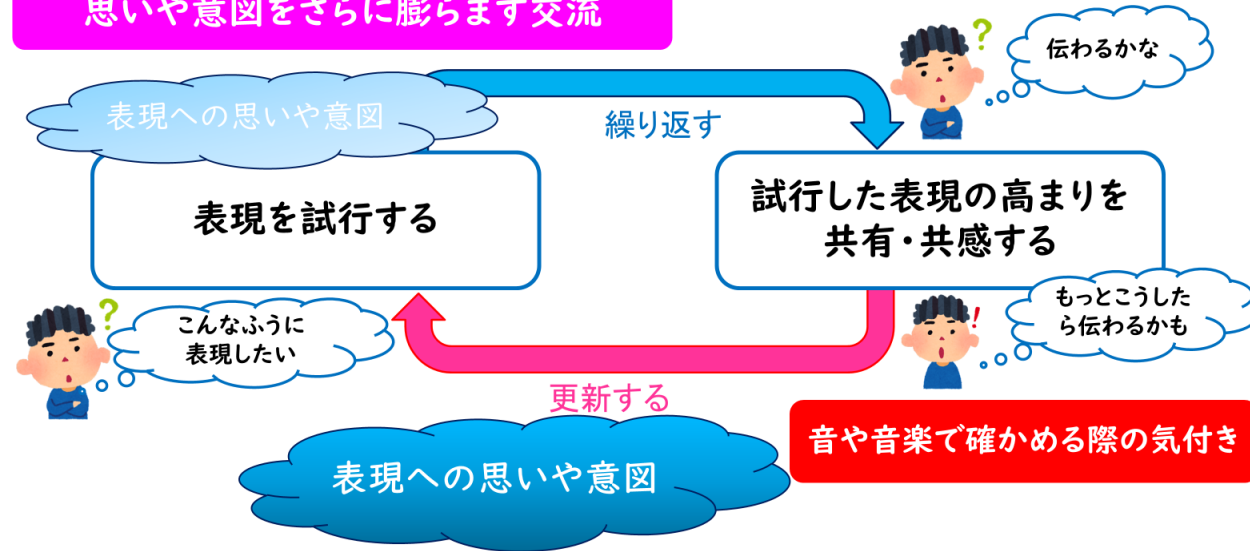 思いや意図をさらに膨らます交流
伝わるかな
表現への思いや意図
繰り返す
表現を試行する
試行した表現の高まりを
共有・共感する
こんなふうに
表現したい
もっとこうした
ら伝わるかも
更新する
音や音楽で確かめる際の気付き
表現への思いや意図